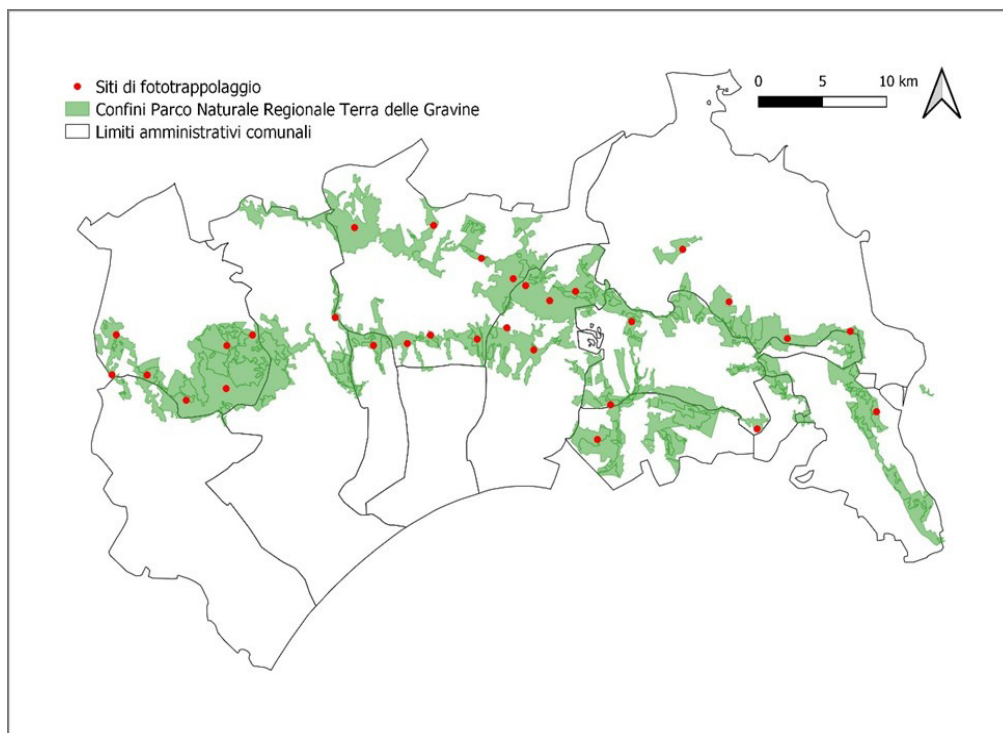 Siti di fototrappolaggio
Confini Parco Naturale Regionale Terra delle Gravine
Limiti amministrativi comunali
0 5 10 km